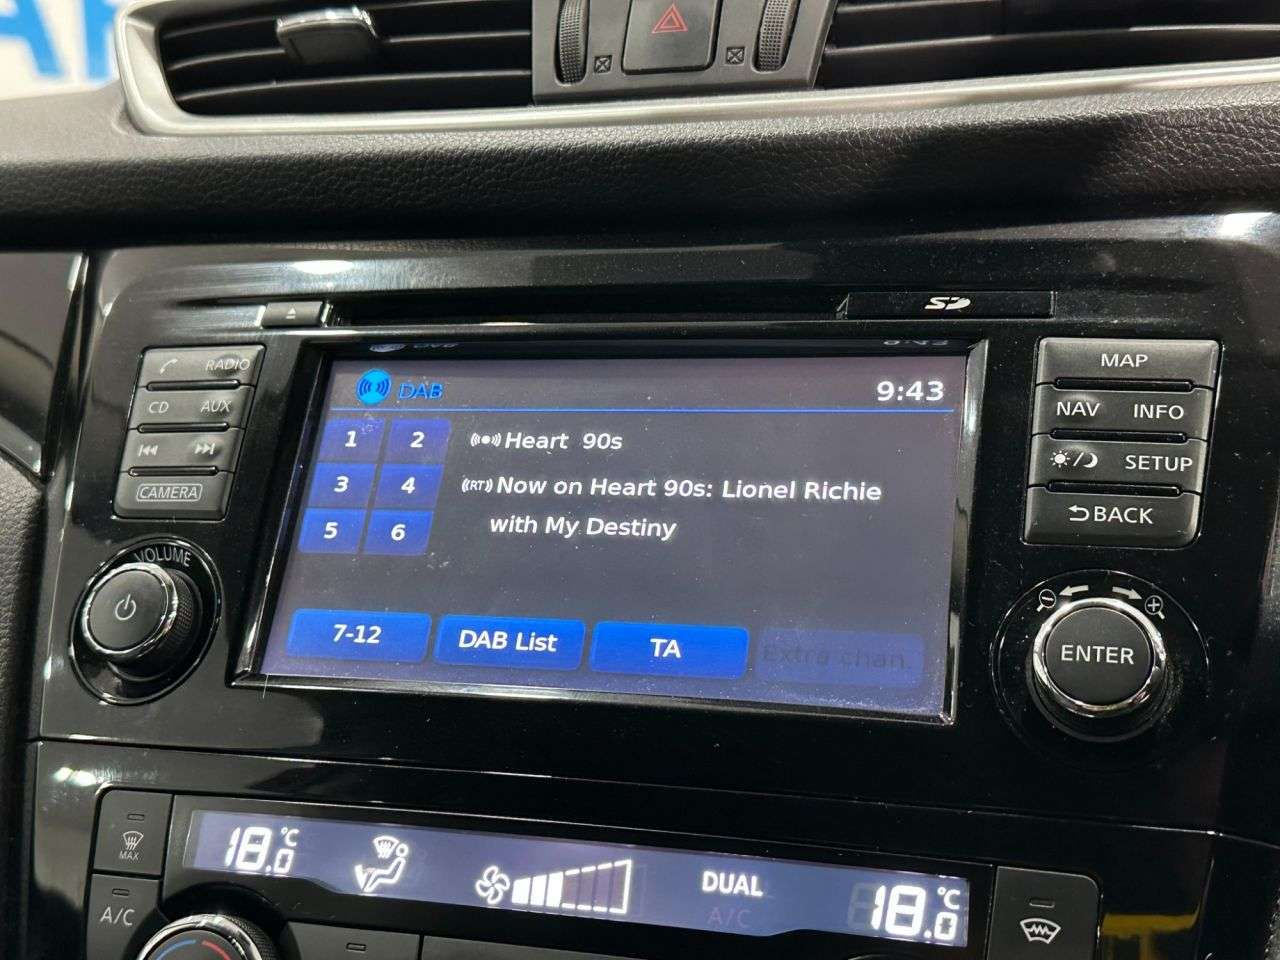 SD
RADIO
CD AUX
CAMERA
VOLUME
DAB
9:43
1 2
Heart 90s
3 4
(RT) Now on Heart 90s: Lionel Richie
with My Destiny
5 6
7-12
DAB List
TA
Extra chan.
MAP
NAV INFO
SETUP
BACK
ENTER
MAX
A/C
18.0 °C
DUAL
A/C
18.0 °C